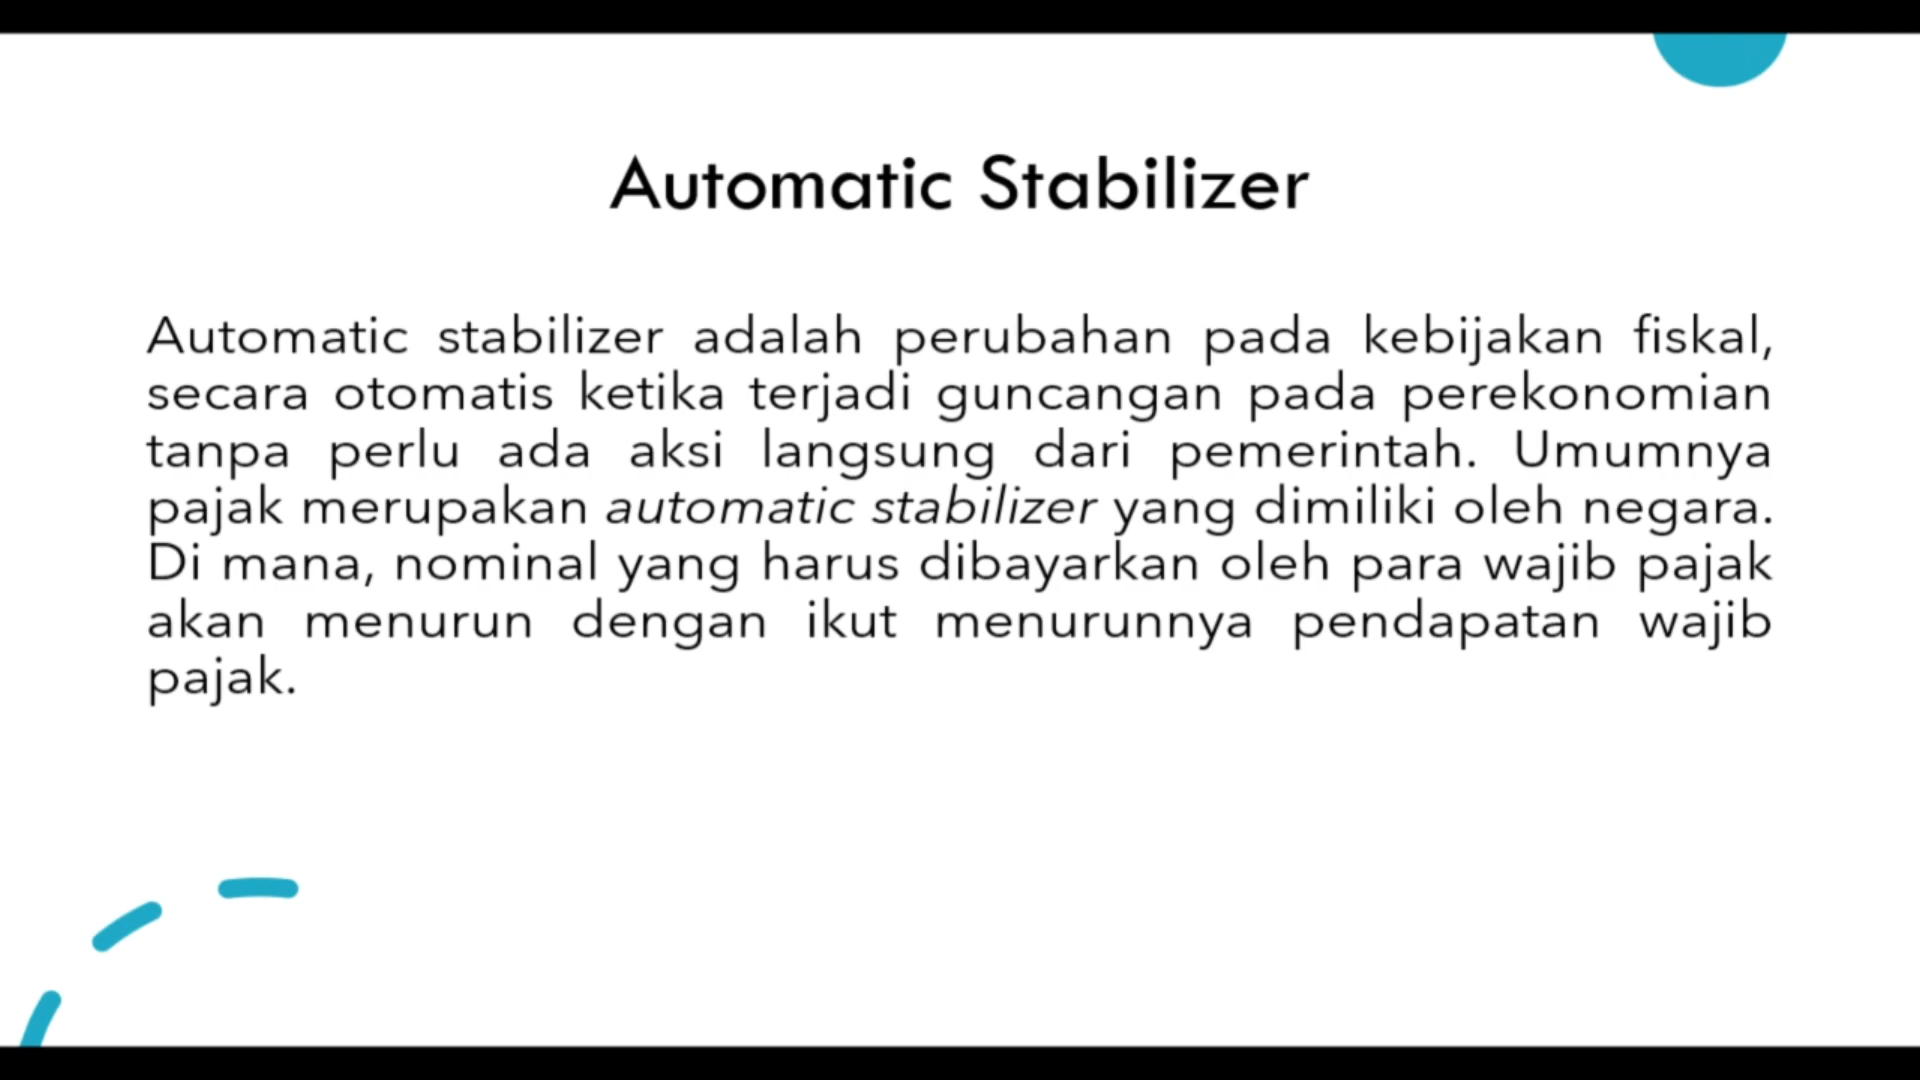 Automatic Stabilizer
Automatic stabilizer adalah perubahan pada kebijakan fiskal,
secara otomatis ketika terjadi guncangan pada perekonomian
tanpa perlu ada aksi langsung dari pemerintah. Umumnya
pajak merupakan automatic stabilizer yang dimiliki oleh negara.
Di mana, nominal yang harus dibayarkan oleh para wajib pajak
akan menurun dengan ikut menurunnya pendapatan wajib
pajak.